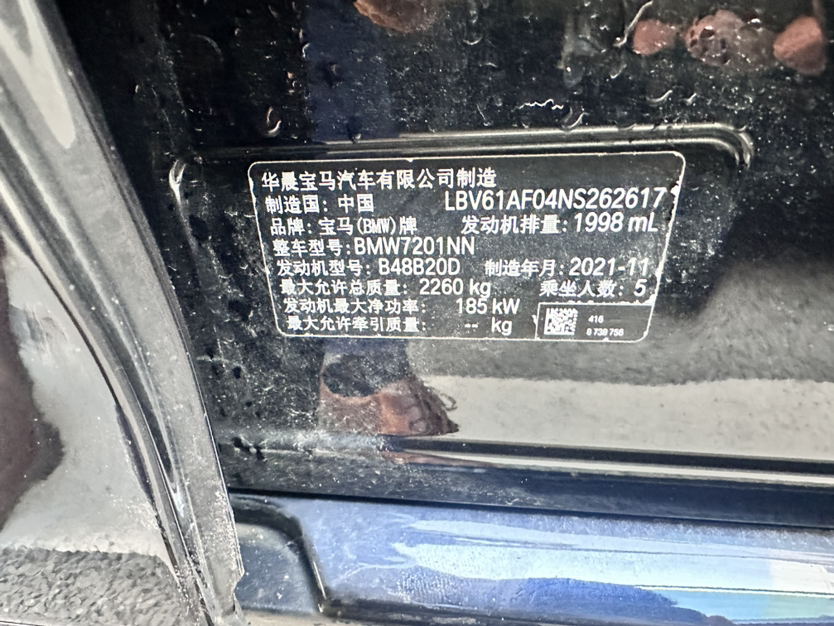 华晨宝马汽车有限公司制造
制造国：中国 LBV61AF04NS262617
品牌：宝马(BMW)牌 发动机排量：1998 mL
整车型号：BMW7201NN
发动机型号：B48B20D 制造年月：2021-11
最大允许总质量：2260 kg 乘坐人数：5
发动机最大净功率： 185 kW
最大允许牵引质量： -- kg
416
8 738 756